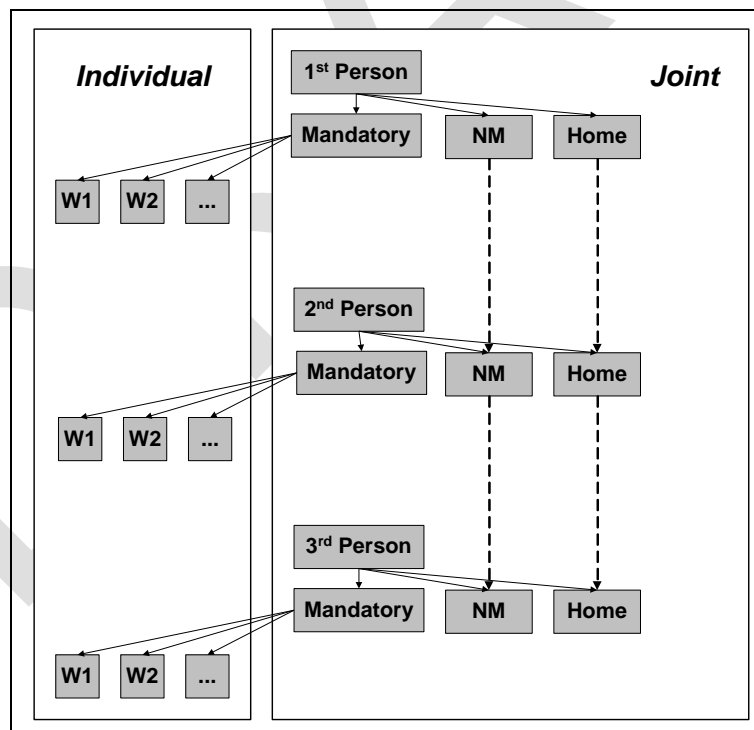 Individual
Joint
1st Person
Mandatory NM Home
W1 W2 ...
2nd Person
Mandatory NM Home
W1 W2 ...
3rd Person
Mandatory NM Home
W1 W2 ...